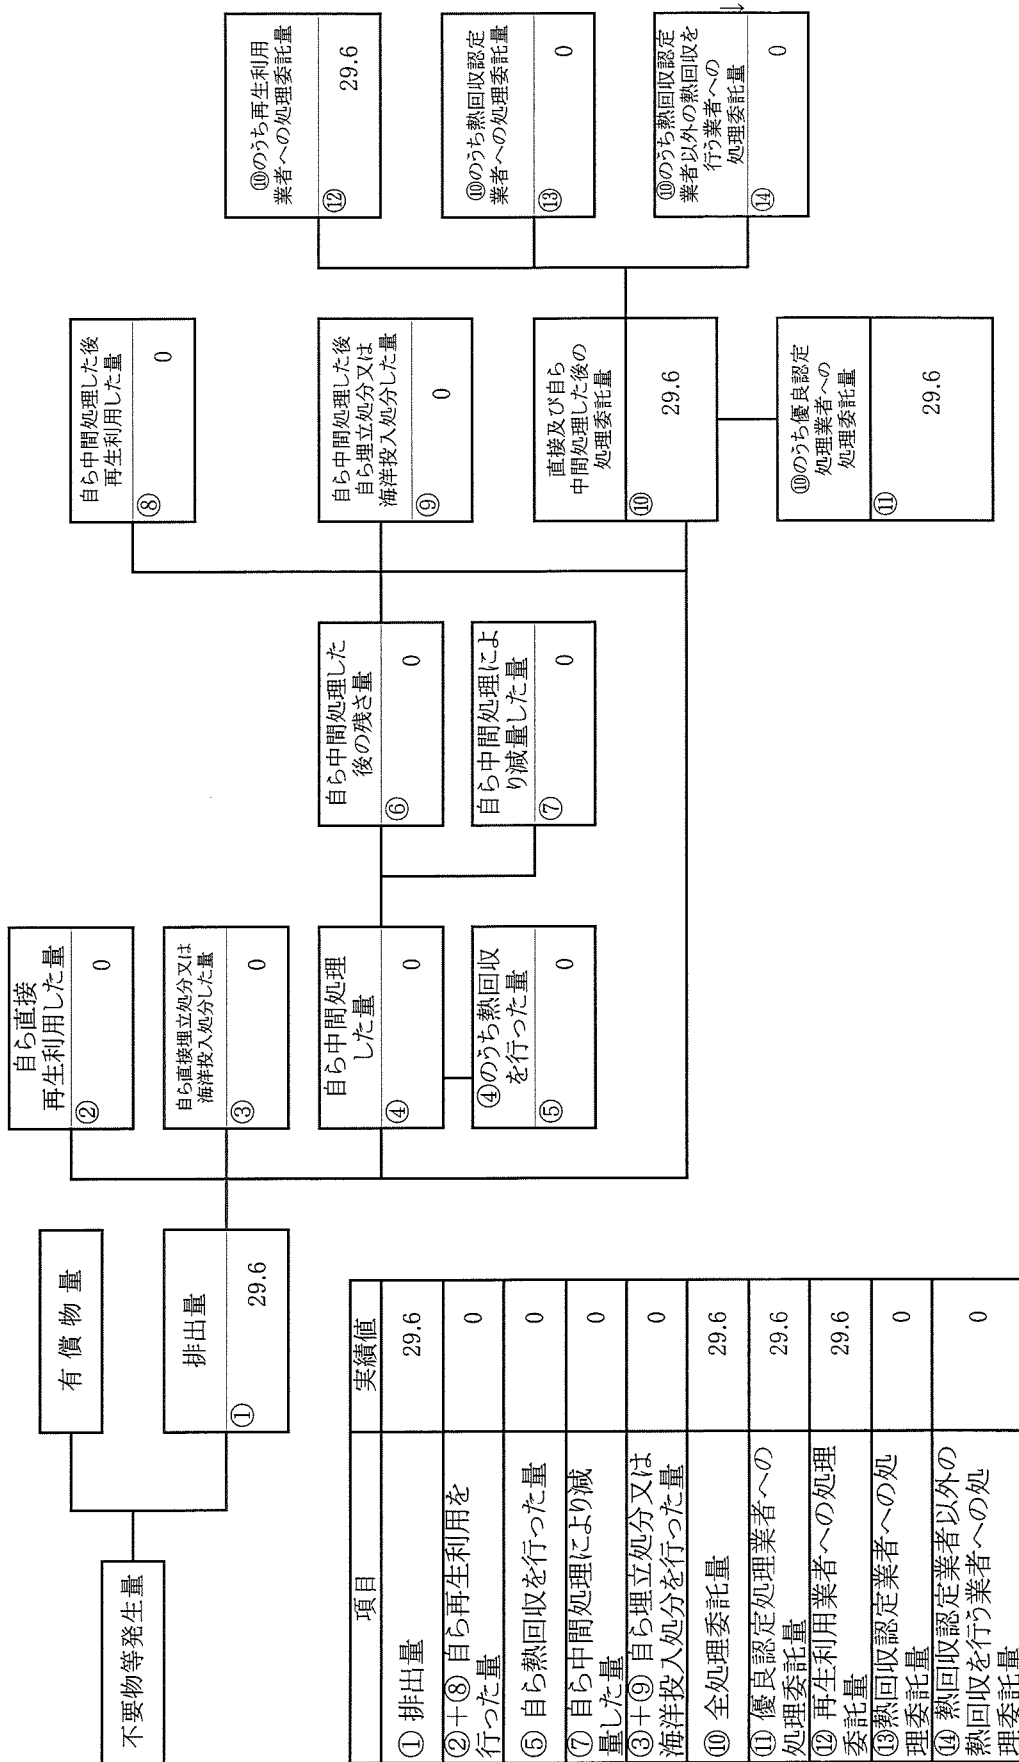 不要物等発生量
有償物量
排出量
①
29.6
自ら直接
再生利用した量
②
0
自ら直接埋立処分又は
海洋投入処分した量
③
0
自ら中間処理
した量
④
0
④のうち熱回収
を行った量
⑤
0
自ら中間処理した
後の残さ量
⑥
0
自ら中間処理によ
り減量した量
⑦
0
自ら中間処理した後
再生利用した量
⑧
0
自ら中間処理した後
自ら埋立処分又は
海洋投入処分した量
⑨
0
直接及び自ら
中間処理した後の
処理委託量
⑩
29.6
⑩のうち優良認定
処理業者への
処理委託量
⑪
29.6
⑩のうち再生利用
業者への処理委託量
⑫
29.6
⑩のうち熱回収認定
業者への処理委託量
⑬
0
⑩のうち熱回収認定
業者以外の熱回収を
行う業者への
処理委託量
⑭
0
項目 実績値
①排出量 29.6
②+⑧ 自ら再生利用を
行った量 0
⑤ 自ら熱回収を行った量 0
⑦ 自ら中間処理により減
量した量 0
③+⑨ 自ら埋立処分又は
海洋投入処分を行った量 0
⑩ 全処理委託量 29.6
⑪ 優良認定処理業者への
処理委託量 29.6
⑫ 再生利用業者への処理
委託量 29.6
⑬熱回収認定業者への処
理委託量 0
⑭ 熱回収認定業者以外の
熱回収を行う業者への処
理委託量 0